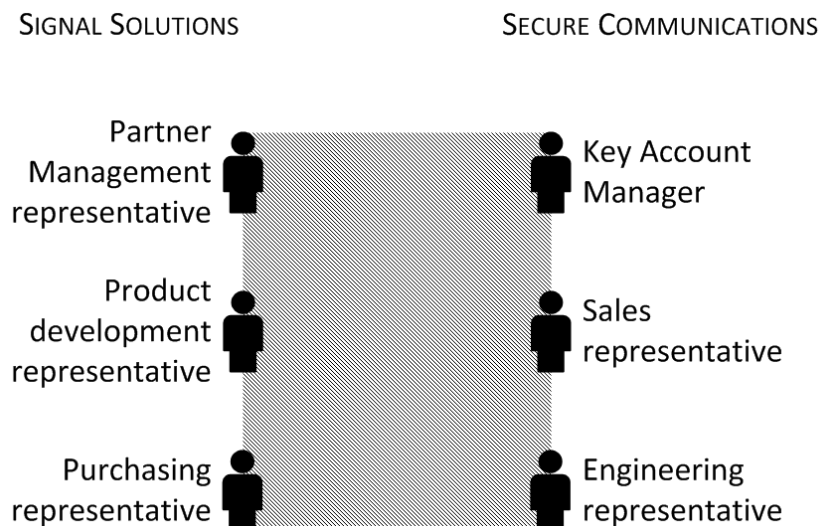 SIGNAL SOLUTIONS
SECURE COMMUNICATIONS
Partner
Management
representative
Key Account
Manager
Product
development
representative
Sales
representative
Purchasing
representative
Engineering
representative